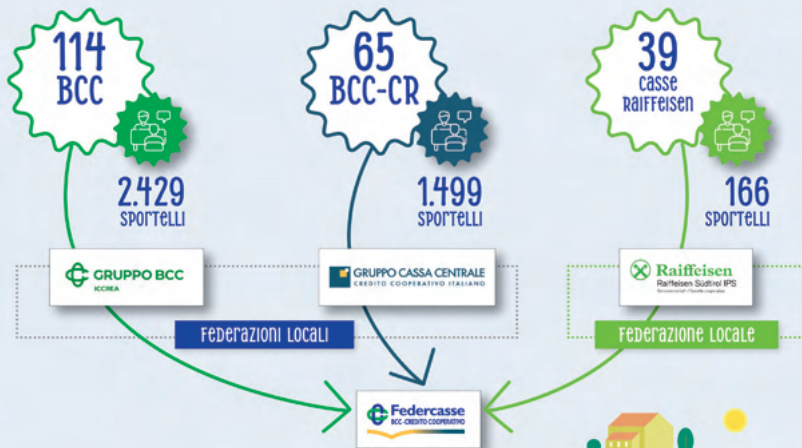 114
BCC
65
BCC-CR
39
CASSE
RAIFFEISEN
2.429
SPORTELLI
1.499
SPORTELLI
166
SPORTELLI
GRUPPO BCC
ICCREA
GRUPPO CASSA CENTRALE
CREDITO COOPERATIVO ITALIANO
Raiffeisen
Raiffeisen Südtirol IPS
FEDERAZIONI LOCALI
FEDERAZIONE LOCALE
Federcasse
BCC-CREDITO COOPERATIVO